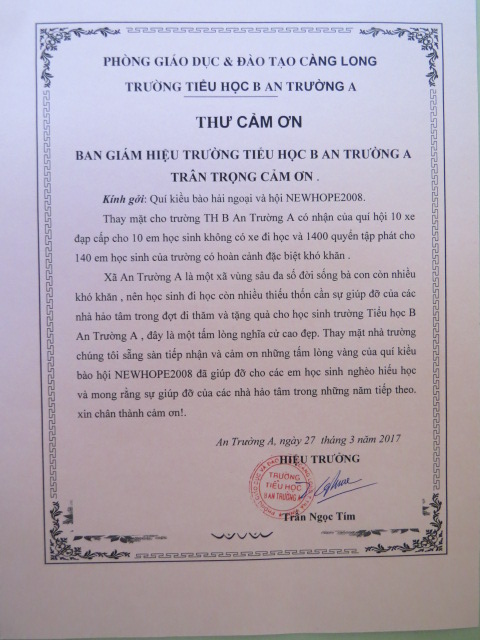 PHÒNG GIÁO DỤC & ĐÀO TẠO CÀNG LONG
TRƯỜNG TIỂU HỌC B AN TRƯỜNG A
THƯ CẢM ƠN
BAN GIÁM HIỆU TRƯỜNG TIỂU HỌC B AN TRƯỜNG A
TRÂN TRỌNG CẢM ƠN .
Kính gởi: Quí kiều bào hải ngoại và hội NEWHOPE2008.
Thay mặt cho trường TH B An Trường A có nhận của quí hội 10 xe
đạp cấp cho 10 em học sinh không có xe đi học và 1400 quyển tập phát cho
140 em học sinh của trường có hoàn cảnh đặc biệt khó khăn .
Xã An Trường A là một xã vùng sâu đa số đời sống bà con còn nhiều
khó khăn , nên học sinh đi học còn nhiều thiếu thốn cần sự giúp đỡ của các
nhà hảo tâm trong đợt đi thăm và tặng quà cho học sinh trường Tiểu học B
An Trường A , đây là một tấm lòng nghĩa cử cao đẹp. Thay mặt nhà trường
chúng tôi sẵng sàn tiếp nhận và cảm ơn những tấm lòng vàng của quí kiều
bào hội NEWHOPE2008 đã giúp đỡ cho các em học sinh nghèo hiếu học
và mong rằng sự giúp đỡ của các nhà hảo tâm trong những năm tiếp theo.
xin chân thành cám ơn!.
An Trường A, ngày 27 tháng 3 năm 2017
HIỆU TRƯỞNG
TRƯỜNG
TIỂU HỌC
B AN TRƯỜNG A
Trần Ngọc Tím